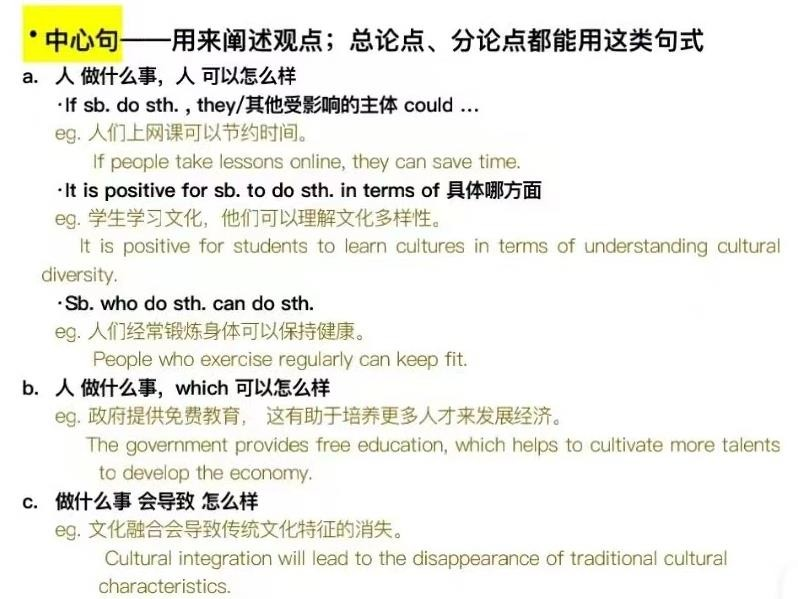 • 中心句——用来阐述观点；总论点、分论点都能用这类句式
a. 人 做什么事，人 可以怎么样
·If sb. do sth. , they/其他受影响的主体 could ...
eg. 人们上网课可以节约时间。
If people take lessons online, they can save time.
·It is positive for sb. to do sth. in terms of 具体哪方面
eg. 学生学习文化，他们可以理解文化多样性。
It is positive for students to learn cultures in terms of understanding cultural
diversity.
·Sb. who do sth. can do sth.
eg. 人们经常锻炼身体可以保持健康。
People who exercise regularly can keep fit.
b. 人 做什么事，which 可以怎么样
eg. 政府提供免费教育， 这有助于培养更多人才来发展经济。
The government provides free education, which helps to cultivate more talents
to develop the economy.
c. 做什么事 会导致 怎么样
eg. 文化融合会导致传统文化特征的消失。
Cultural integration will lead to the disappearance of traditional cultural
characteristics.